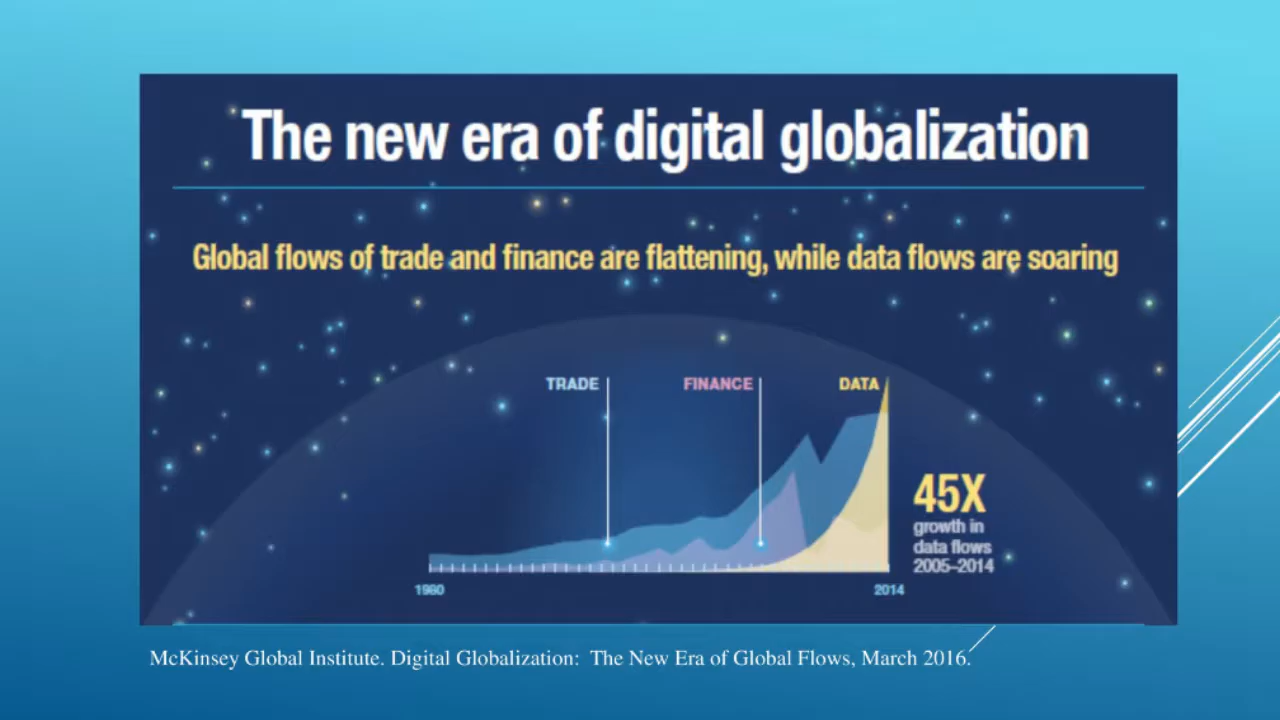 The new era of digital globalization
Global flows of trade and finance are flattening, while data flows are soaring
TRADE
FINANCE
DATA
45X
growth in
data flows
2005–2014
1980
2014
McKinsey Global Institute. Digital Globalization:  The New Era of Global Flows, March 2016.